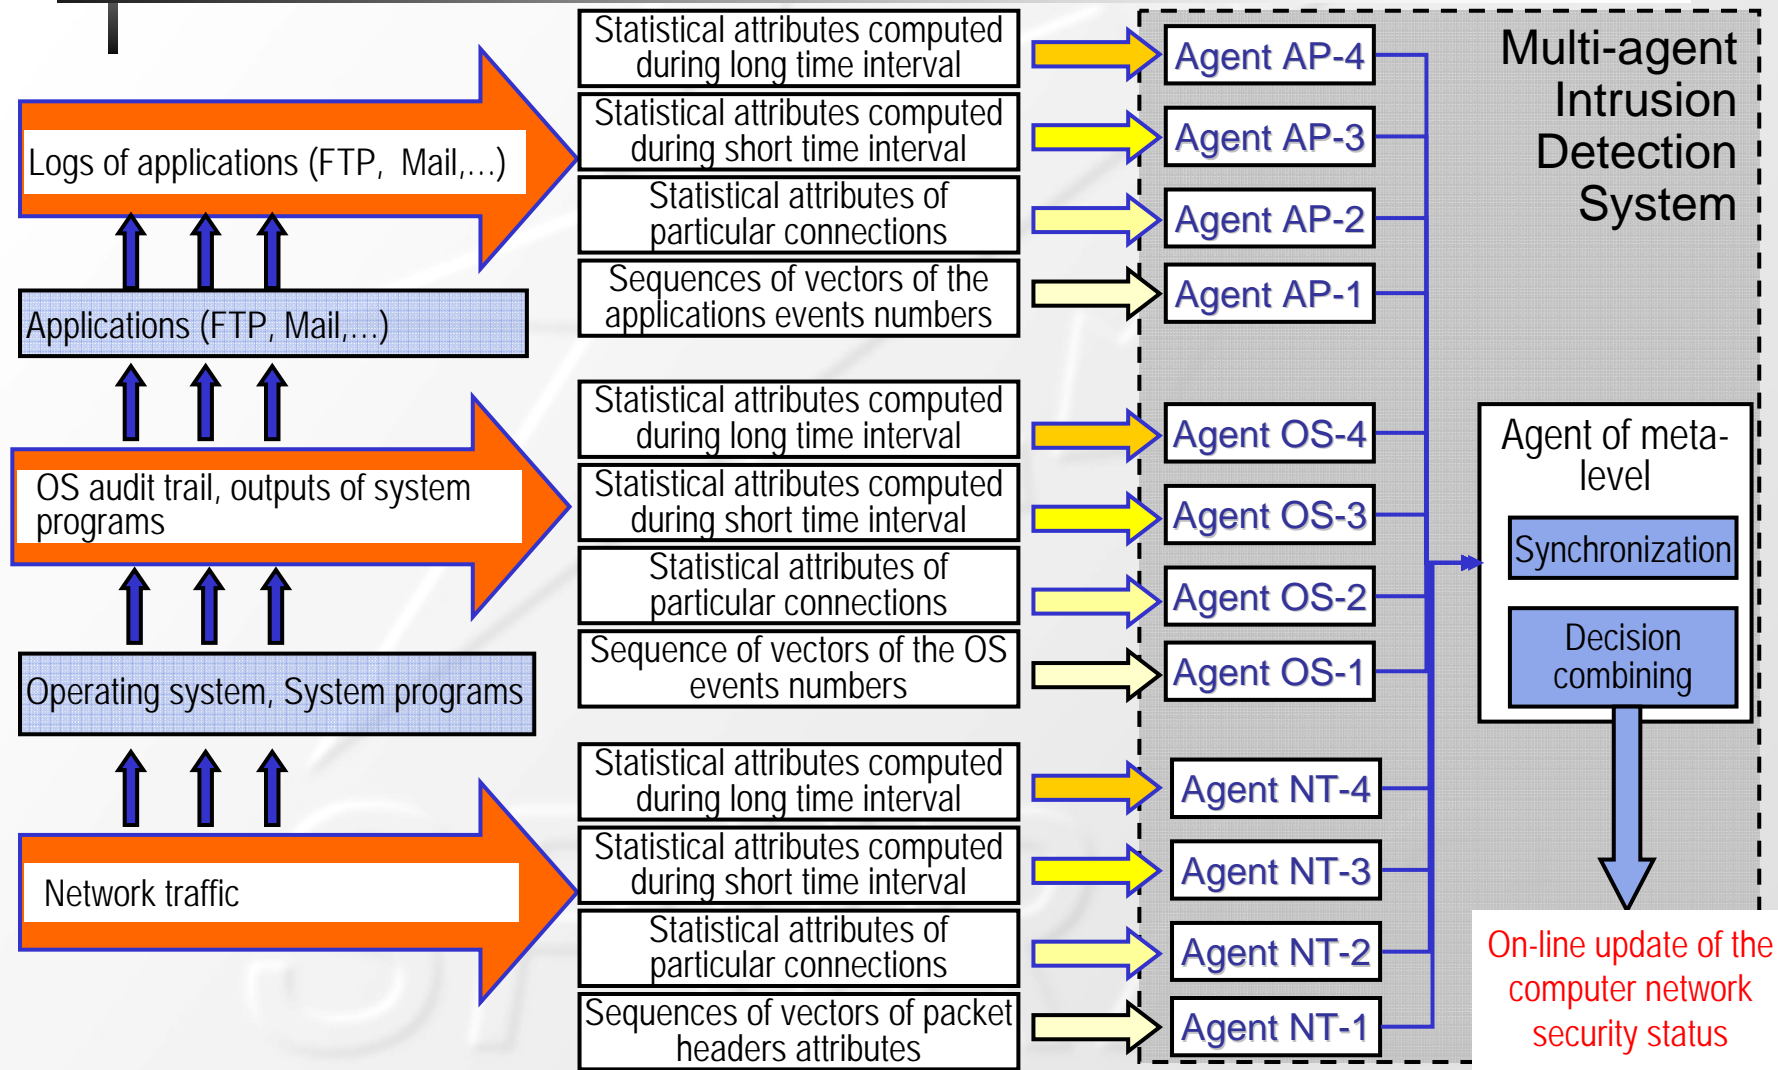 Statistical attributes computed
during long time interval
Statistical attributes computed
during short time interval
Statistical attributes of
particular connections
Sequences of vectors of the
applications events numbers
Logs of applications (FTP, Mail,…)
Applications (FTP, Mail,…)
Agent AP-4
Agent AP-3
Agent AP-2
Agent AP-1
Multi-agent
Intrusion
Detection
System
Statistical attributes computed
during long time interval
Statistical attributes computed
during short time interval
Statistical attributes of
particular connections
Sequence of vectors of the OS
events numbers
OS audit trail, outputs of system
programs
Operating system, System programs
Agent OS-4
Agent OS-3
Agent OS-2
Agent OS-1
Agent of meta-
level
Synchronization
Decision
combining
Statistical attributes computed
during long time interval
Statistical attributes computed
during short time interval
Statistical attributes of
particular connections
Sequences of vectors of packet
headers attributes
Network traffic
Agent NT-4
Agent NT-3
Agent NT-2
Agent NT-1
On-line update of the
computer network
security status